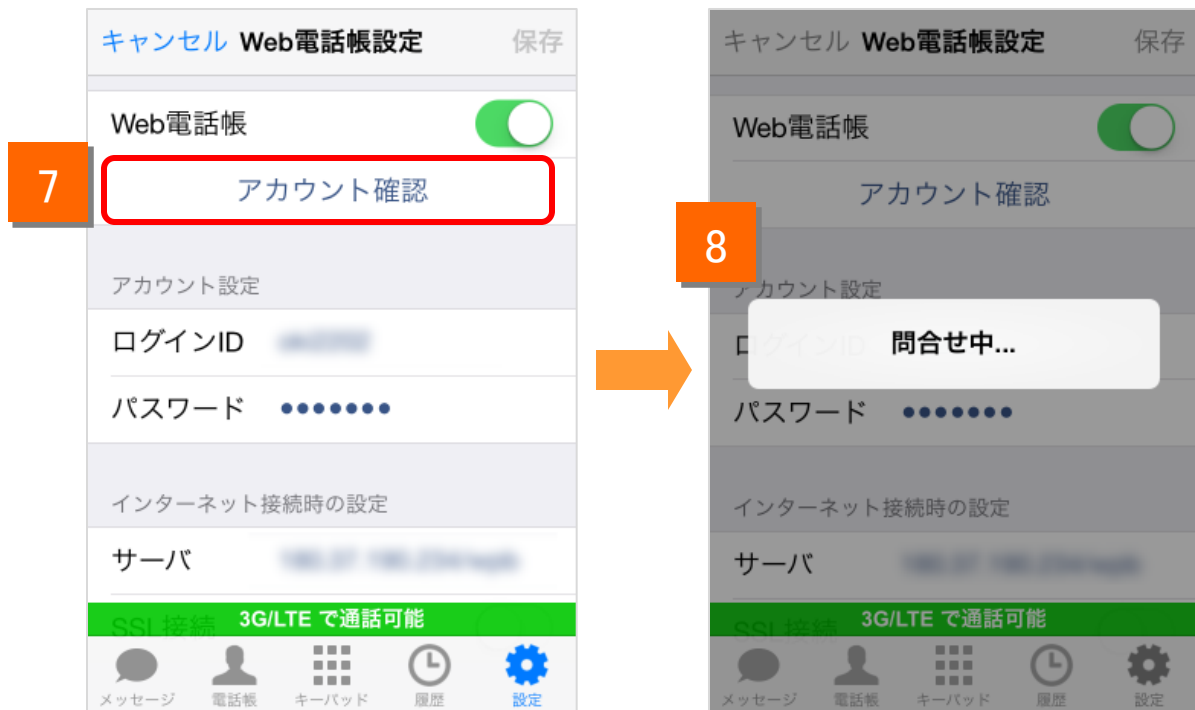 キャンセル Web電話帳設定 保存
Web電話帳
7
アカウント確認
アカウント設定
ログインID
パスワード •••••••
インターネット接続時の設定
サーバ
SSL接続
3G/LTE で通話可能
メッセージ 電話帳 キーパッド 履歴 設定
キャンセル Web電話帳設定 保存
Web電話帳
アカウント確認
8
アカウント設定
ログインID
問合せ中...
パスワード •••••••
インターネット接続時の設定
サーバ
SSL接続
3G/LTE で通話可能
メッセージ 電話帳 キーパッド 履歴 設定